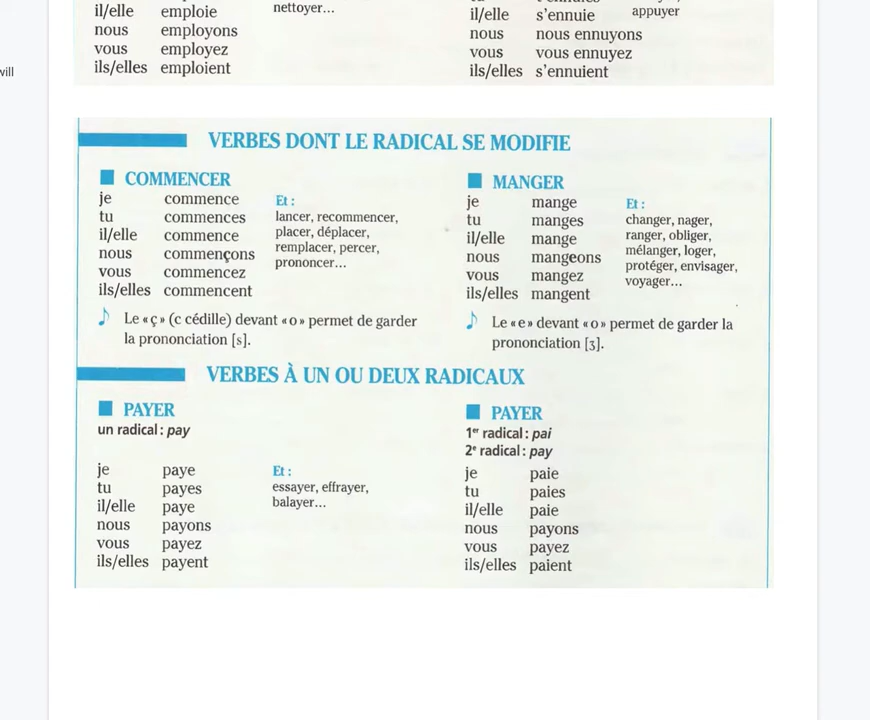 il/elle emploie nettoyer...
nous employons
vous employez
ils/elles emploient
il/elle s'ennuie appuyer
nous nous ennuyons
vous vous ennuyez
ils/elles s'ennuient
will
VERBES DONT LE RADICAL SE MODIFIE
COMMENCER
je commence
tu commences
il/elle commence
nous commençons
vous commencez
ils/elles commencent
Et :
lancer, recommencer,
placer, déplacer,
remplacer, percer,
prononcer...
Le «ç» (c cédille) devant «o» permet de garder
la prononciation [s].
MANGER
je mange
tu manges
il/elle mange
nous mangeons
vous mangez
ils/elles mangent
Et :
changer, nager,
ranger, obliger,
mélanger, loger,
protéger, envisager,
voyager...
Le «e» devant «o» permet de garder la
prononciation [ʒ].
VERBES À UN OU DEUX RADICAUX
PAYER
un radical : pay
je paye
tu payes
il/elle paye
nous payons
vous payez
ils/elles payent
Et :
essayer, effrayer,
balayer...
PAYER
1er radical : pai
2e radical : pay
je paie
tu paies
il/elle paie
nous payons
vous payez
ils/elles paient